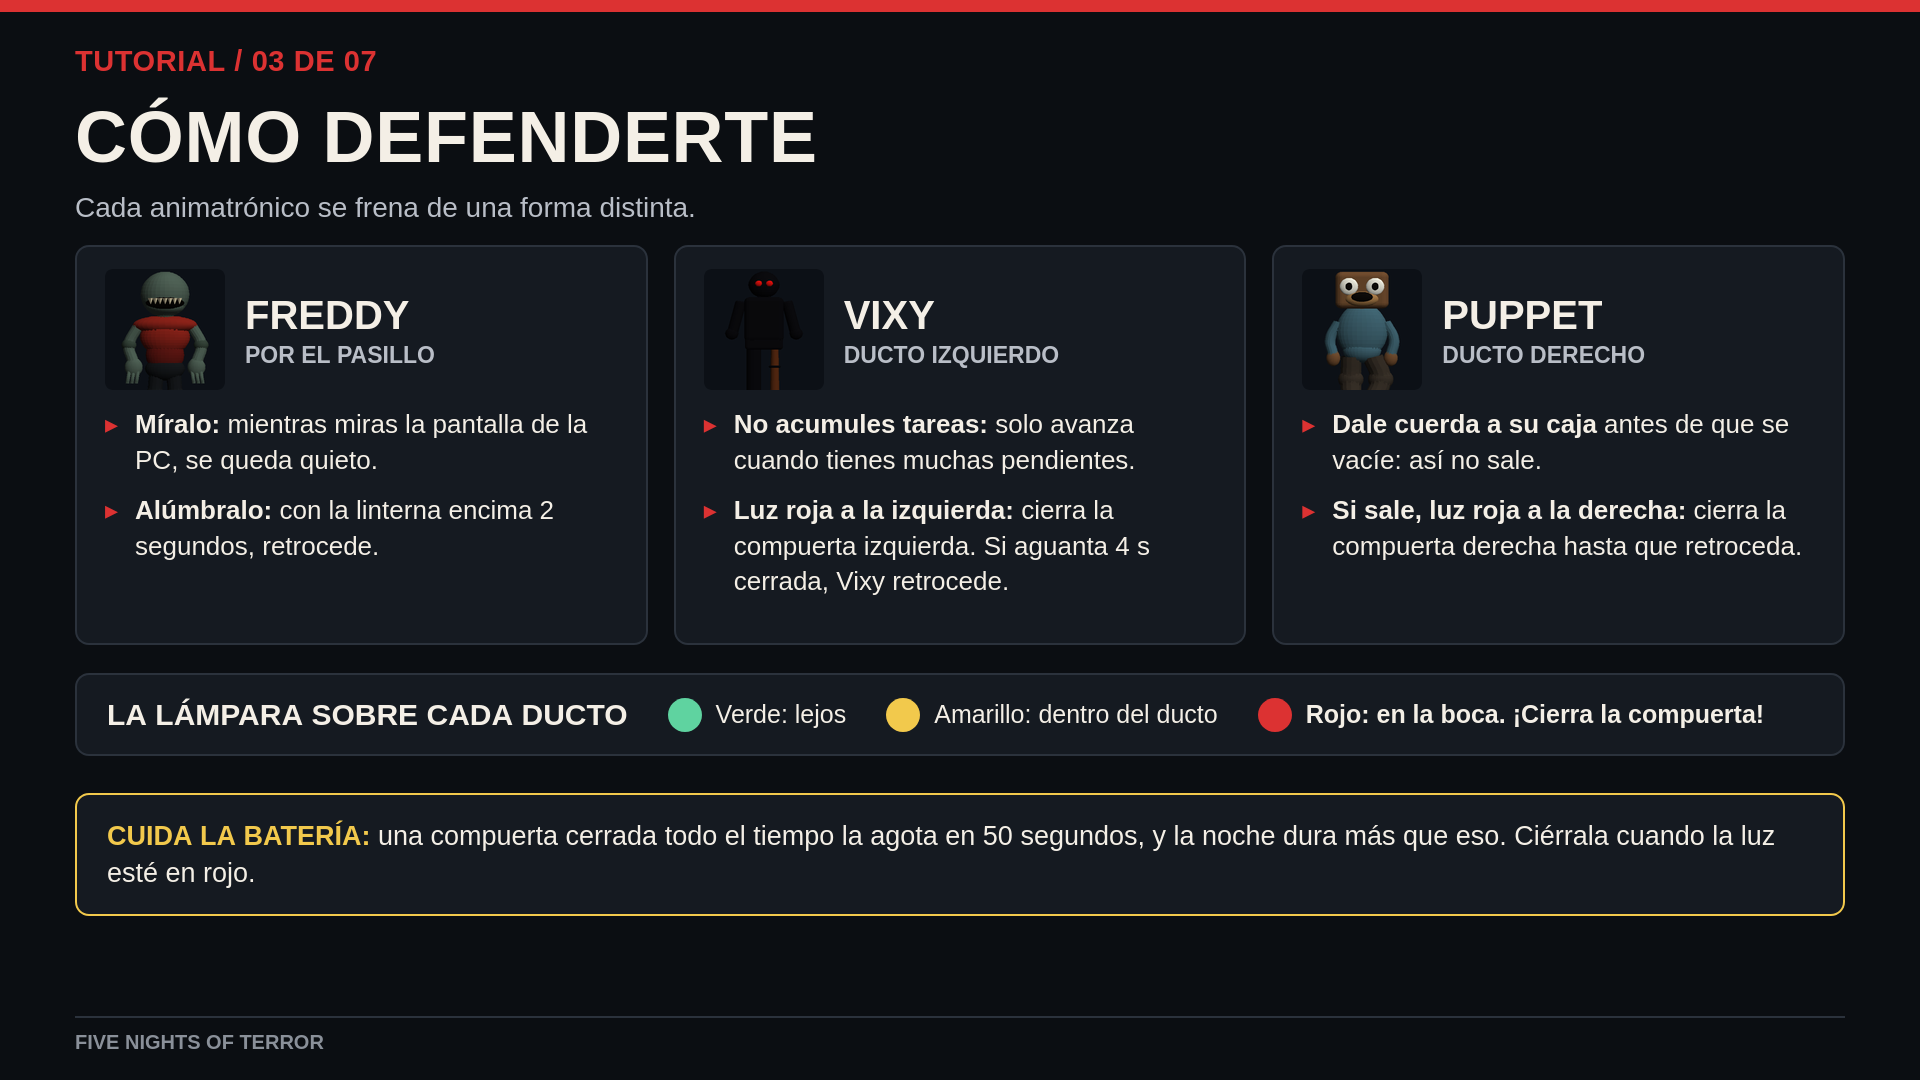 TUTORIAL / 03 DE 07
CÓMO DEFENDERTE
Cada animatrónico se frena de una forma distinta.
FREDDY
POR EL PASILLO
▸ Míralo: mientras miras la pantalla de la
PC, se queda quieto.
▸ Alúmbralo: con la linterna encima 2
segundos, retrocede.
VIXY
DUCTO IZQUIERDO
▸ No acumules tareas: solo avanza
cuando tienes muchas pendientes.
▸ Luz roja a la izquierda: cierra la
compuerta izquierda. Si aguanta 4 s
cerrada, Vixy retrocede.
PUPPET
DUCTO DERECHO
▸ Dale cuerda a su caja antes de que se
vacíe: así no sale.
▸ Si sale, luz roja a la derecha: cierra la
compuerta derecha hasta que retroceda.
LA LÁMPARA SOBRE CADA DUCTO
Verde: lejos
Amarillo: dentro del ducto
Rojo: en la boca. ¡Cierra la compuerta!
CUIDA LA BATERÍA: una compuerta cerrada todo el tiempo la agota en 50 segundos, y la noche dura más que eso. Ciérrala cuando la luz
esté en rojo.
FIVE NIGHTS OF TERROR